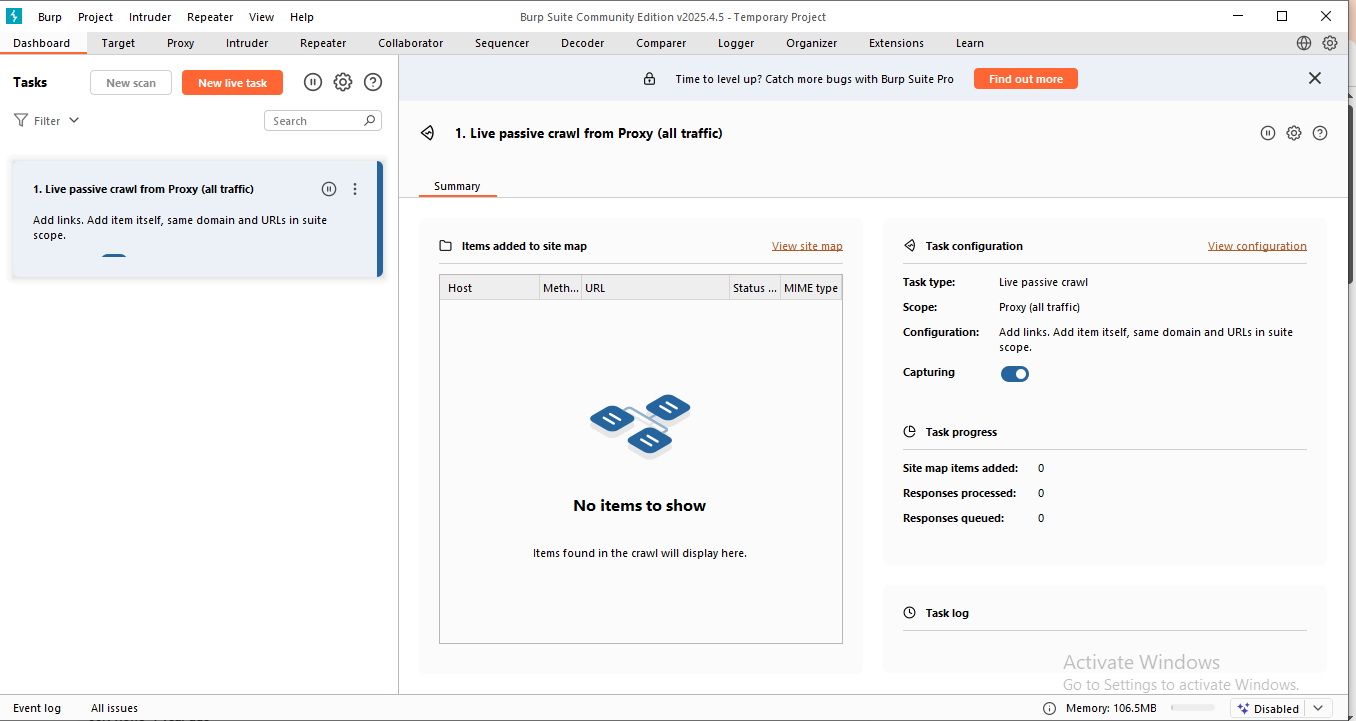 Burp Project Intruder Repeater View Help
Burp Suite Community Edition v2025.4.5 - Temporary Project
Dashboard Target Proxy Intruder Repeater Collaborator Sequencer Decoder Comparer Logger Organizer Extensions Learn
Tasks
New scan
New live task
Filter
Search
1. Live passive crawl from Proxy (all traffic)
Add links. Add item itself, same domain and URLs in suite
scope.
Time to level up? Catch more bugs with Burp Suite Pro
Find out more
1. Live passive crawl from Proxy (all traffic)
Summary
Items added to site map
View site map
Host Meth... URL Status ... MIME type
No items to show
Items found in the crawl will display here.
Task configuration
View configuration
Task type: Live passive crawl
Scope: Proxy (all traffic)
Configuration: Add links. Add item itself, same domain and URLs in suite
scope.
Capturing
Task progress
Site map items added: 0
Responses processed: 0
Responses queued: 0
Task log
Activate Windows
Go to Settings to activate Windows.
Event log All issues
Memory: 106.5MB
Disabled